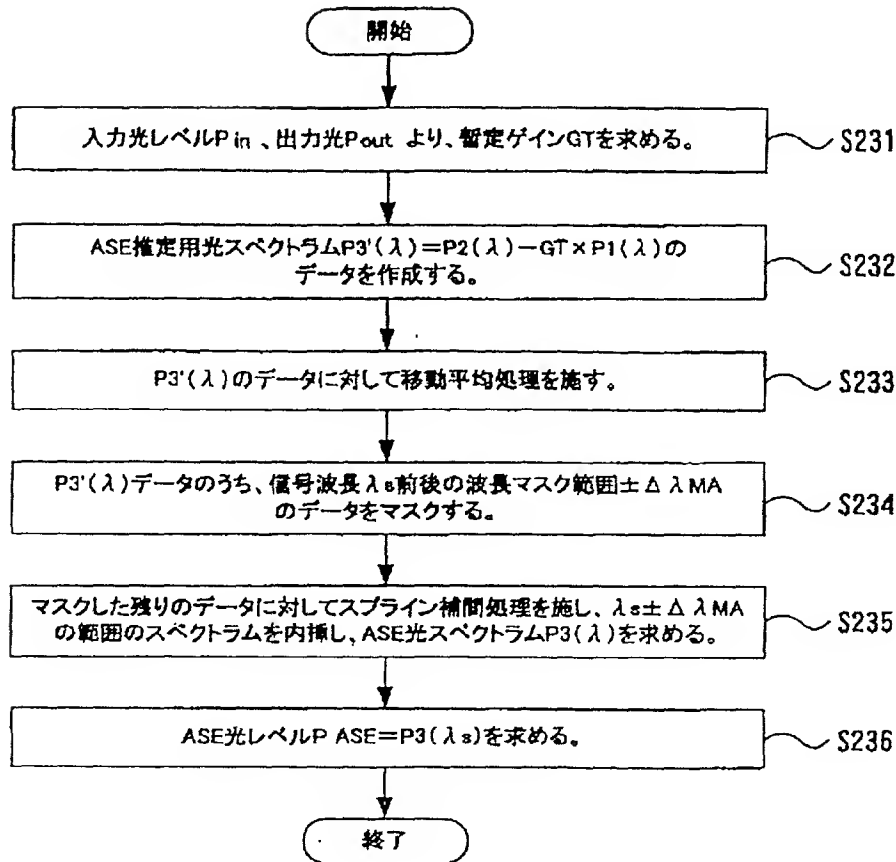 開始
入力光レベルPin 、出力光Pout より、暫定ゲインGTを求める。
S231
ASE推定用光スペクトラムP3'(λ)=P2(λ)-GT×P1(λ)の
データを作成する。
S232
P3'(λ)のデータに対して移動平均処理を施す。
S233
P3'(λ)データのうち、信号波長λs前後の波長マスク範囲±ΔλMA
のデータをマスクする。
S234
マスクした残りのデータに対してスプライン補間処理を施し、λs±ΔλMA
の範囲のスペクトラムを内挿し、ASE光スペクトラムP3(λ)を求める。
S235
ASE光レベルP ASE=P3(λs)を求める。
S236
終了